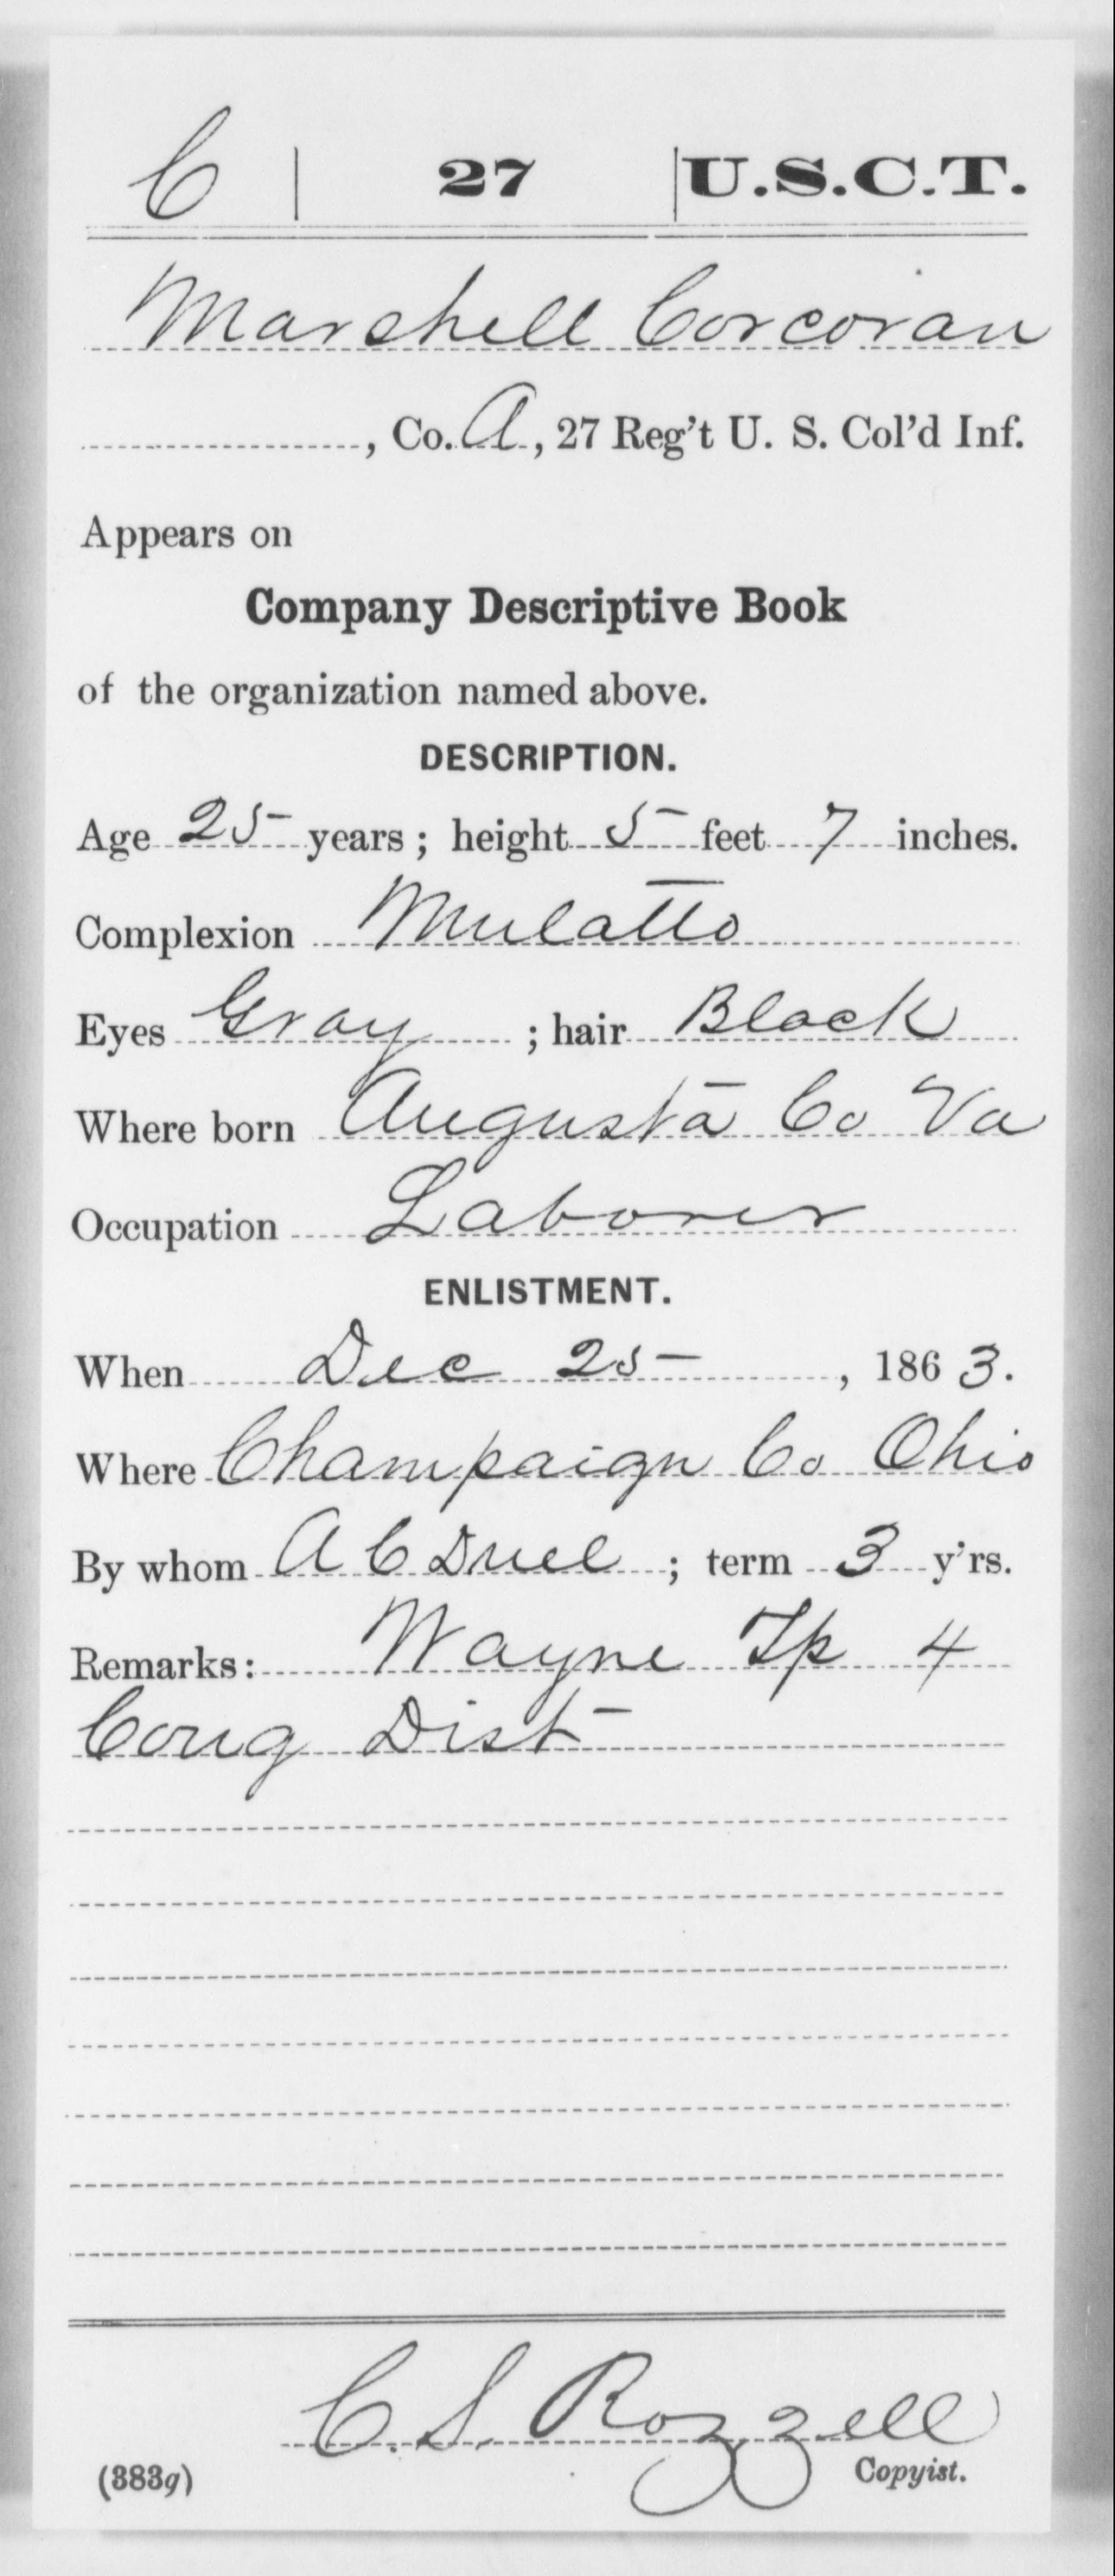 C | 27 | U.S.C.T.
Marshell Corcoran
, Co. A, 27 Reg't U. S. Col'd Inf.
Appears on
Company Descriptive Book
of the organization named above.
DESCRIPTION.
Age 25 years; height 5 feet 7 inches.
Complexion Mulatto
Eyes Gray; hair Black
Where born Augusta Co Va
Occupation Laborer
ENLISTMENT.
When Dec 25, 1863.
Where Champaign Co Ohio
By whom A C Duel; term 3 y'rs.
Remarks: Wayne Tp 4
Cong Dist
C. S. Rozzell
(383g) Copyist.